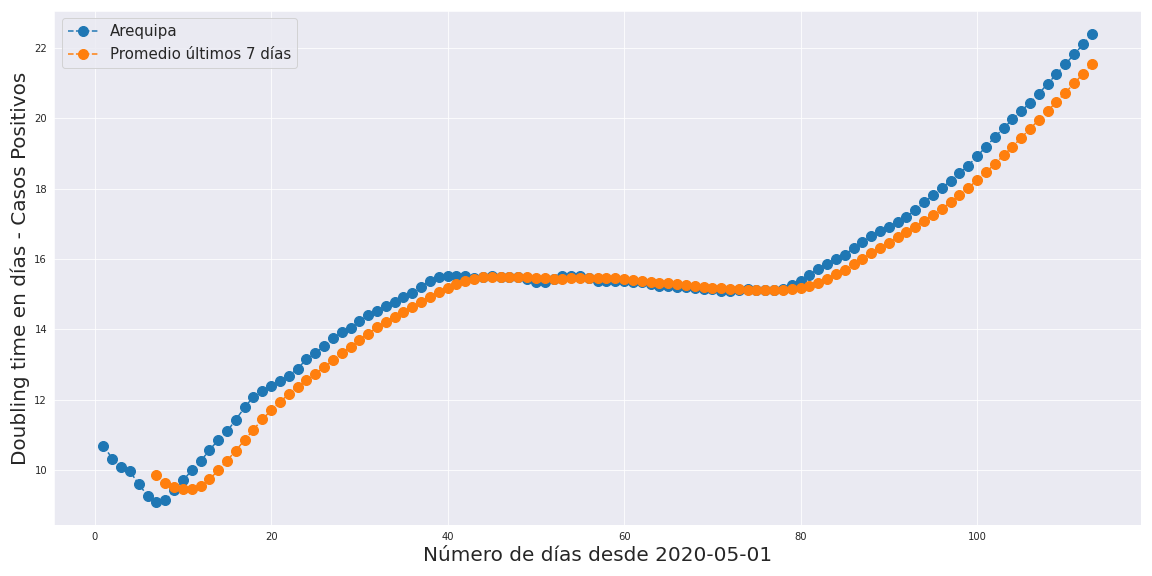 Arequipa
Promedio últimos 7 días
Doubling time en días - Casos Positivos
22
20
18
16
14
12
10
0 20 40 60 80 100
Número de días desde 2020-05-01